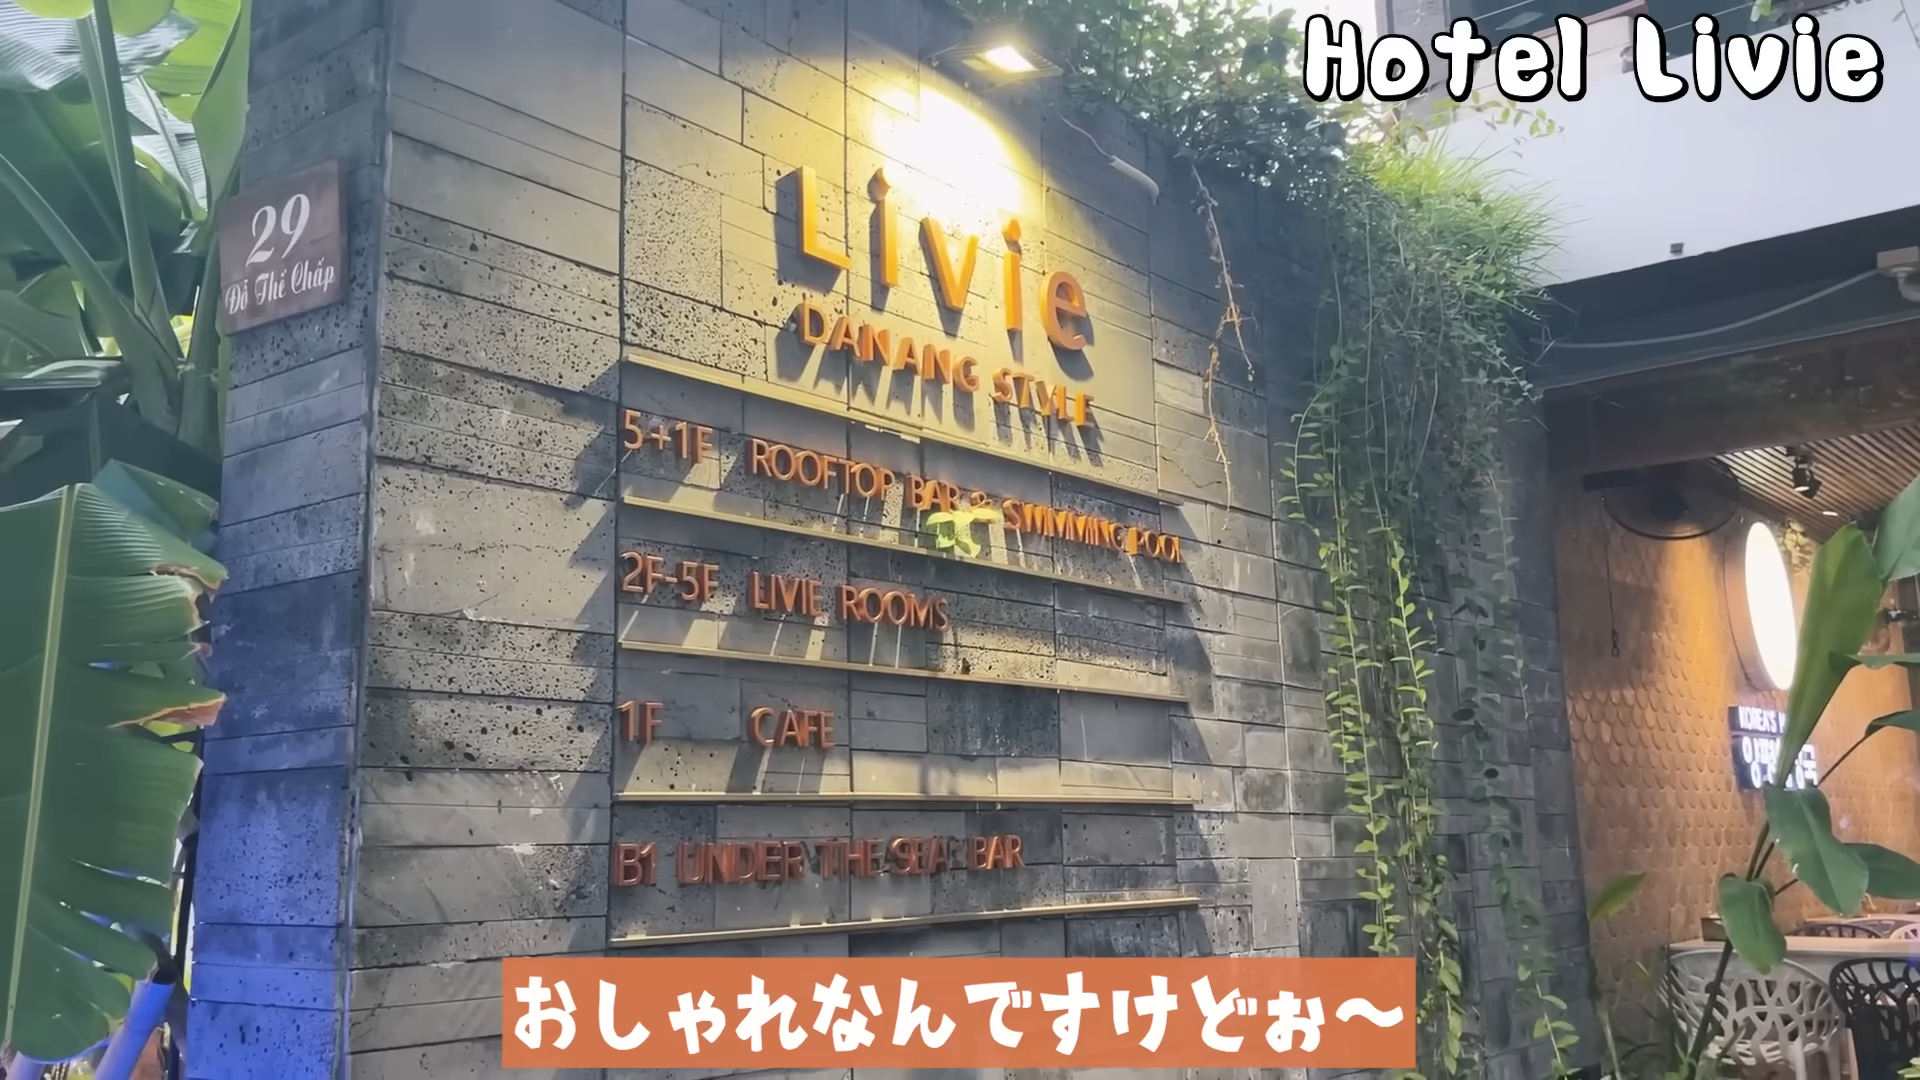 Hotel Livie
29
Đỗ Thế Chấp
Livie
DANANG STYLE
5+1F ROOFTOP BAR & SWIMMING POOL
2F-5F LIVIE ROOMS
1F CAFE
B1 UNDER THE SEA BAR
KOREA'S
おしゃれなんですけどぉ～